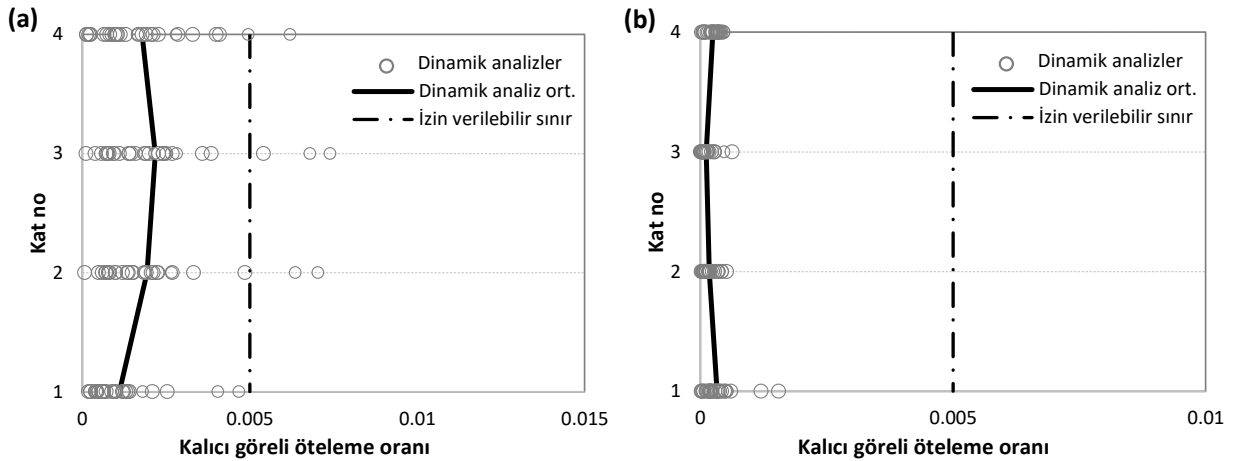 (a)
4
3
2
1
Kat no
Dinamik analizler
Dinamik analiz ort.
İzin verilebilir sınır
0
0.005
0.01
0.015
Kalıcı göreli öteleme oranı
(b)
4
3
2
1
Kat no
Dinamik analizler
Dinamik analiz ort.
İzin verilebilir sınır
0
0.005
0.01
Kalıcı göreli öteleme oranı